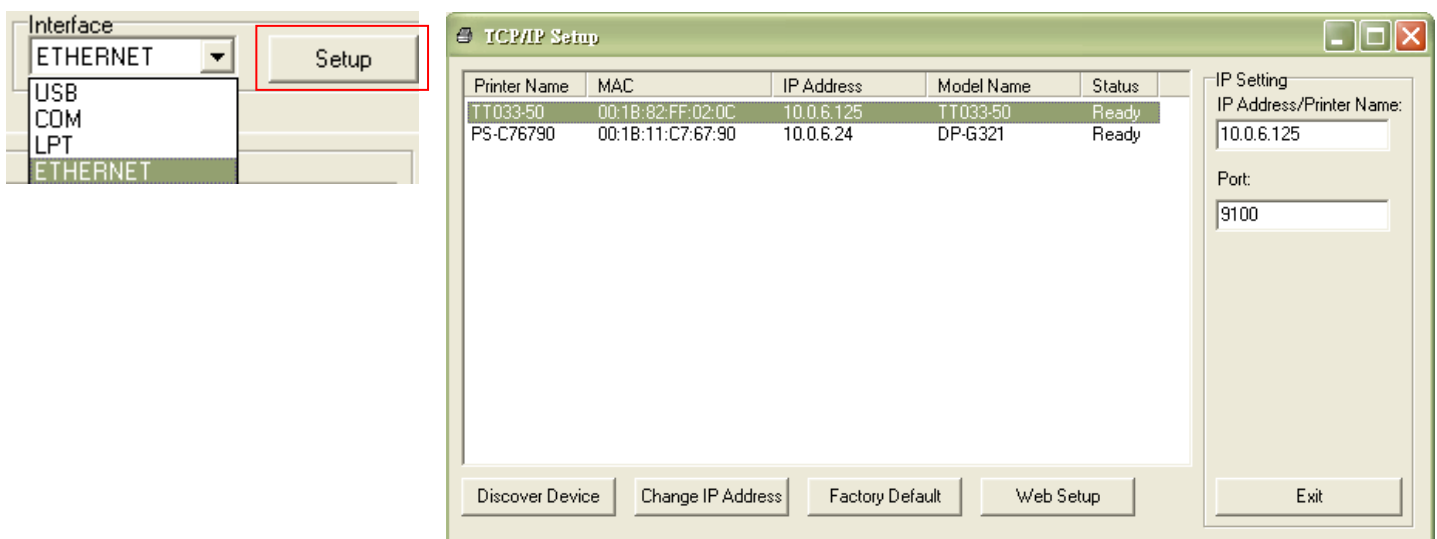 Interface
ETHERNET
Setup
USB
COM
LPT
ETHERNET
TCP/IP Setup
Printer Name MAC IP Address Model Name Status
TT033-50 00:1B:82:FF:02:0C 10.0.6.125 TT033-50 Ready
PS-C76790 00:1B:11:C7:67:90 10.0.6.24 DP-G321 Ready
IP Setting
IP Address/Printer Name:
10.0.6.125
Port:
9100
Discover Device Change IP Address Factory Default Web Setup Exit